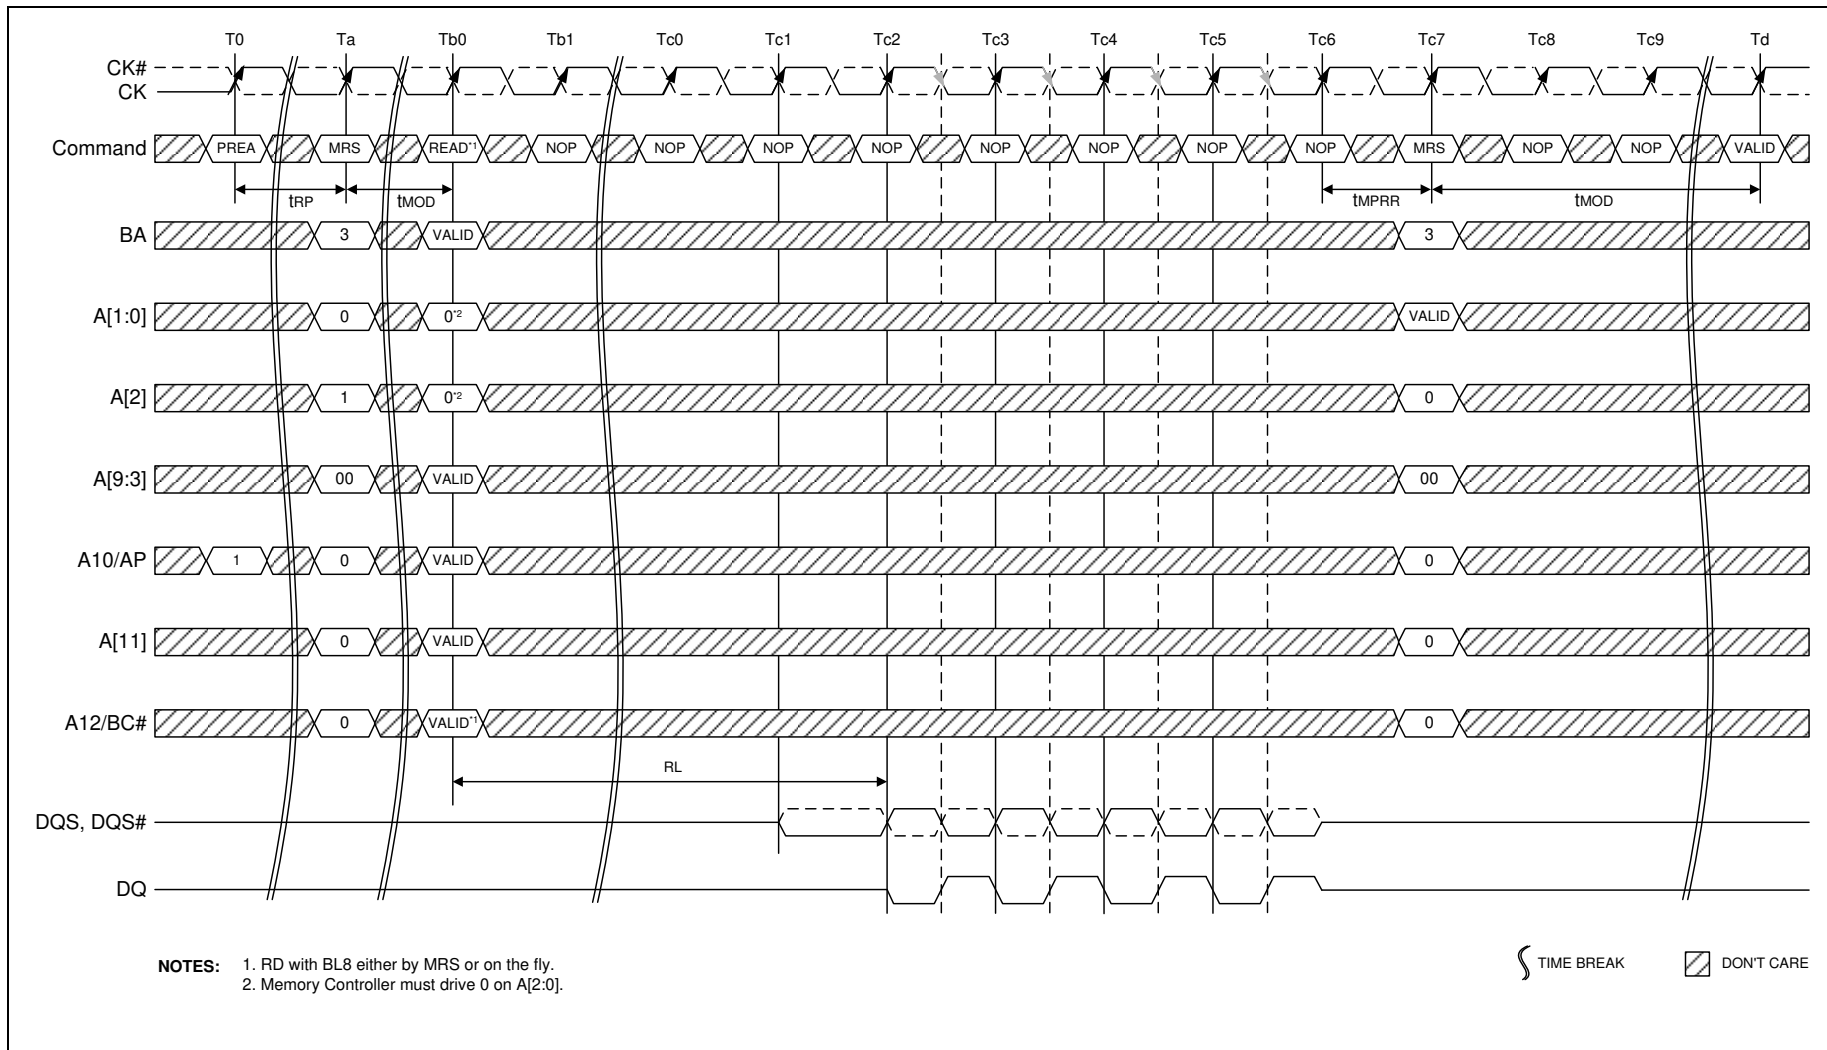 T0 Ta Tb0 Tb1 Tc0 Tc1 Tc2 Tc3 Tc4 Tc5 Tc6 Tc7 Tc8 Tc9 Td
CK#
CK
Command PREA MRS READ*1 NOP NOP NOP NOP NOP NOP NOP NOP MRS NOP NOP VALID
tRP tMOD tMPRR tMOD
BA 3 VALID 3
A[1:0] 0 0*2 VALID
A[2] 1 0*2 0
A[9:3] 00 VALID 00
A10/AP 1 0 VALID 0
A[11] 0 VALID 0
A12/BC# 0 VALID*1 0
RL
DQS, DQS#
DQ
NOTES: 1. RD with BL8 either by MRS or on the fly.
2. Memory Controller must drive 0 on A[2:0].
TIME BREAK DON'T CARE